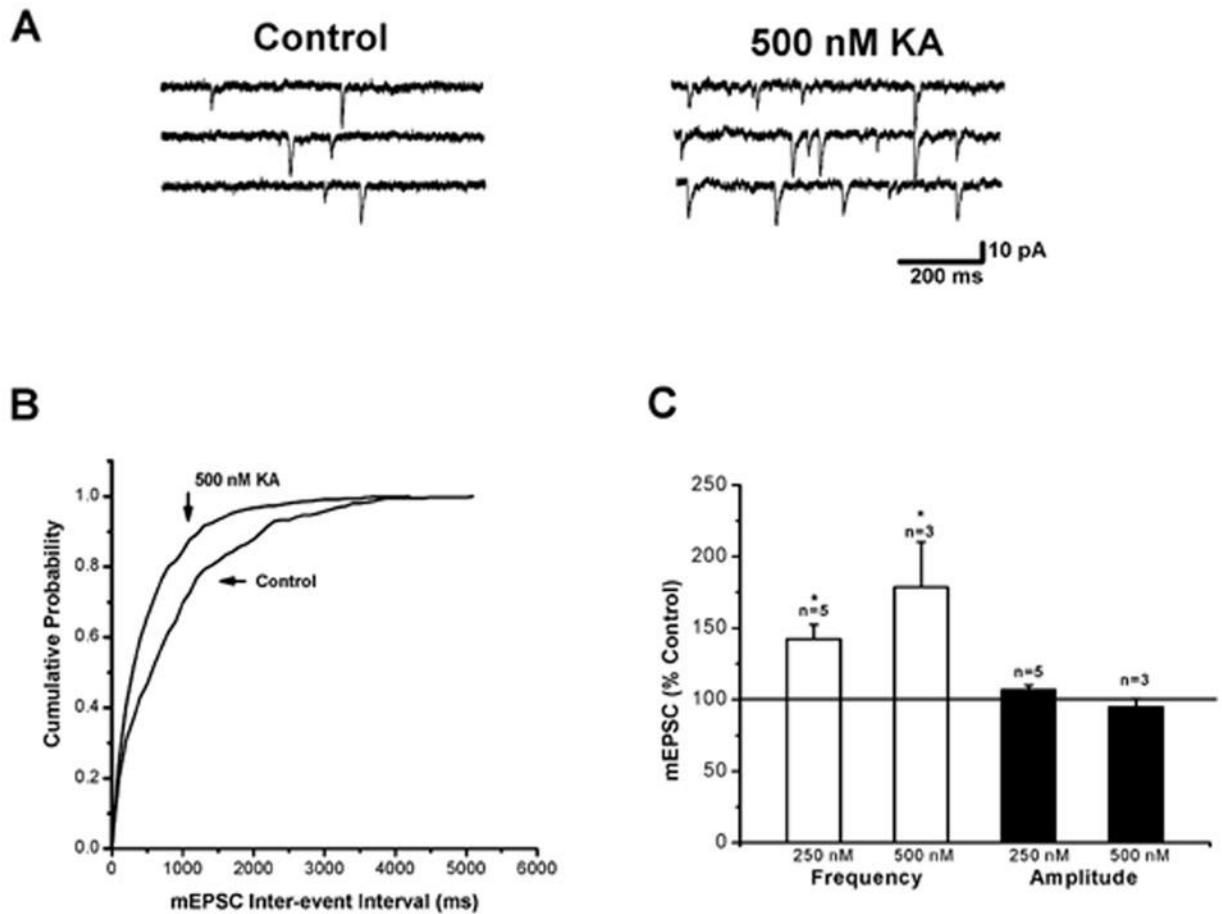 A
Control
500 nM KA
10 pA
200 ms
B
500 nM KA
Control
Cumulative Probability
1.0
0.8
0.6
0.4
0.2
0.0
0 1000 2000 3000 4000 5000 6000
mEPSC Inter-event Interval (ms)
C
mEPSC (% Control)
250
200
150
100
50
0
*
n=5
*
n=3
n=5
n=3
250 nM 500 nM 250 nM 500 nM
Frequency Amplitude